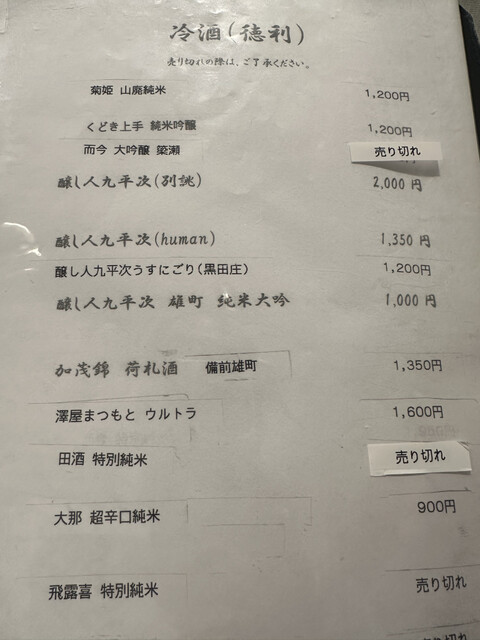 冷酒(徳利)
売り切れの際は、ご了承ください。
菊姫 山廃純米 1,200円
くどき上手 純米吟醸 1,200円
而今 大吟醸 簗瀬 売り切れ
醸し人九平次(別誂) 2,000円
醸し人九平次(human) 1,350円
醸し人九平次うすにごり(黒田庄) 1,200円
醸し人九平次 雄町 純米大吟 1,000円
加茂錦 荷札酒 備前雄町 1,350円
澤屋まつもと ウルトラ 1,600円
田酒 特別純米 売り切れ
大那 超辛口純米 900円
飛露喜 特別純米 売り切れ
売り切れ